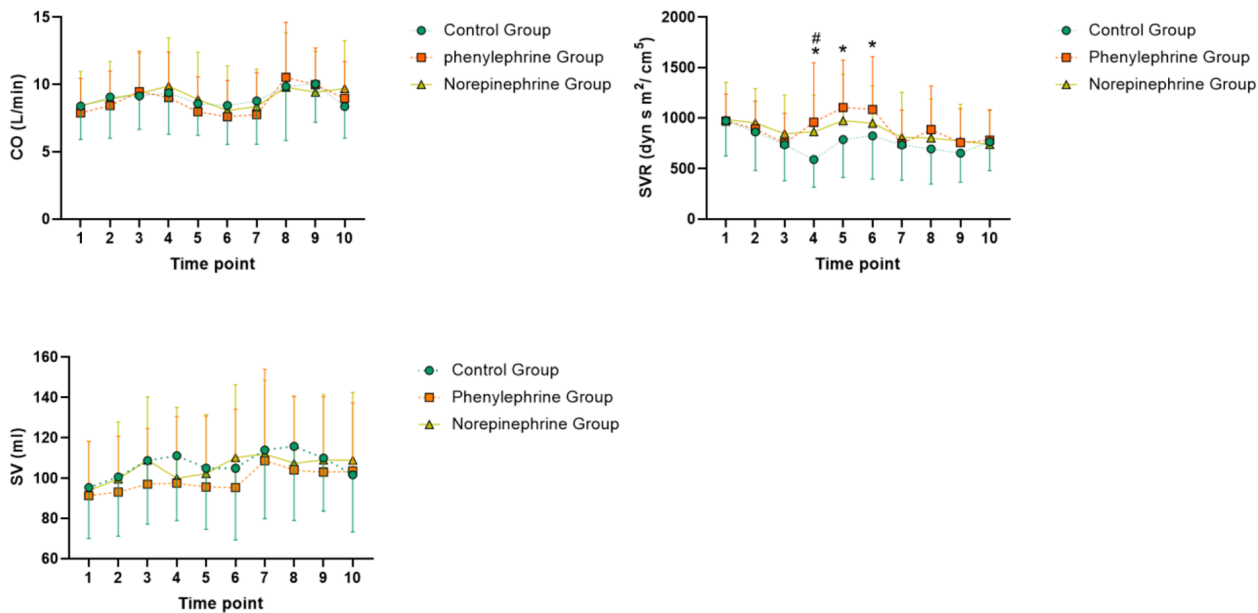 15
10
5
0
CO (L/min)
1 2 3 4 5 6 7 8 9 10
Time point
Control Group
phenylephrine Group
Norepinephrine Group
2000
1500
1000
500
0
SVR (dyn s m²/ cm⁵)
#
* * *
1 2 3 4 5 6 7 8 9 10
Time point
Control Group
Phenylephrine Group
Norepinephrine Group
160
140
120
100
80
60
SV (ml)
1 2 3 4 5 6 7 8 9 10
Time point
Control Group
Phenylephrine Group
Norepinephrine Group